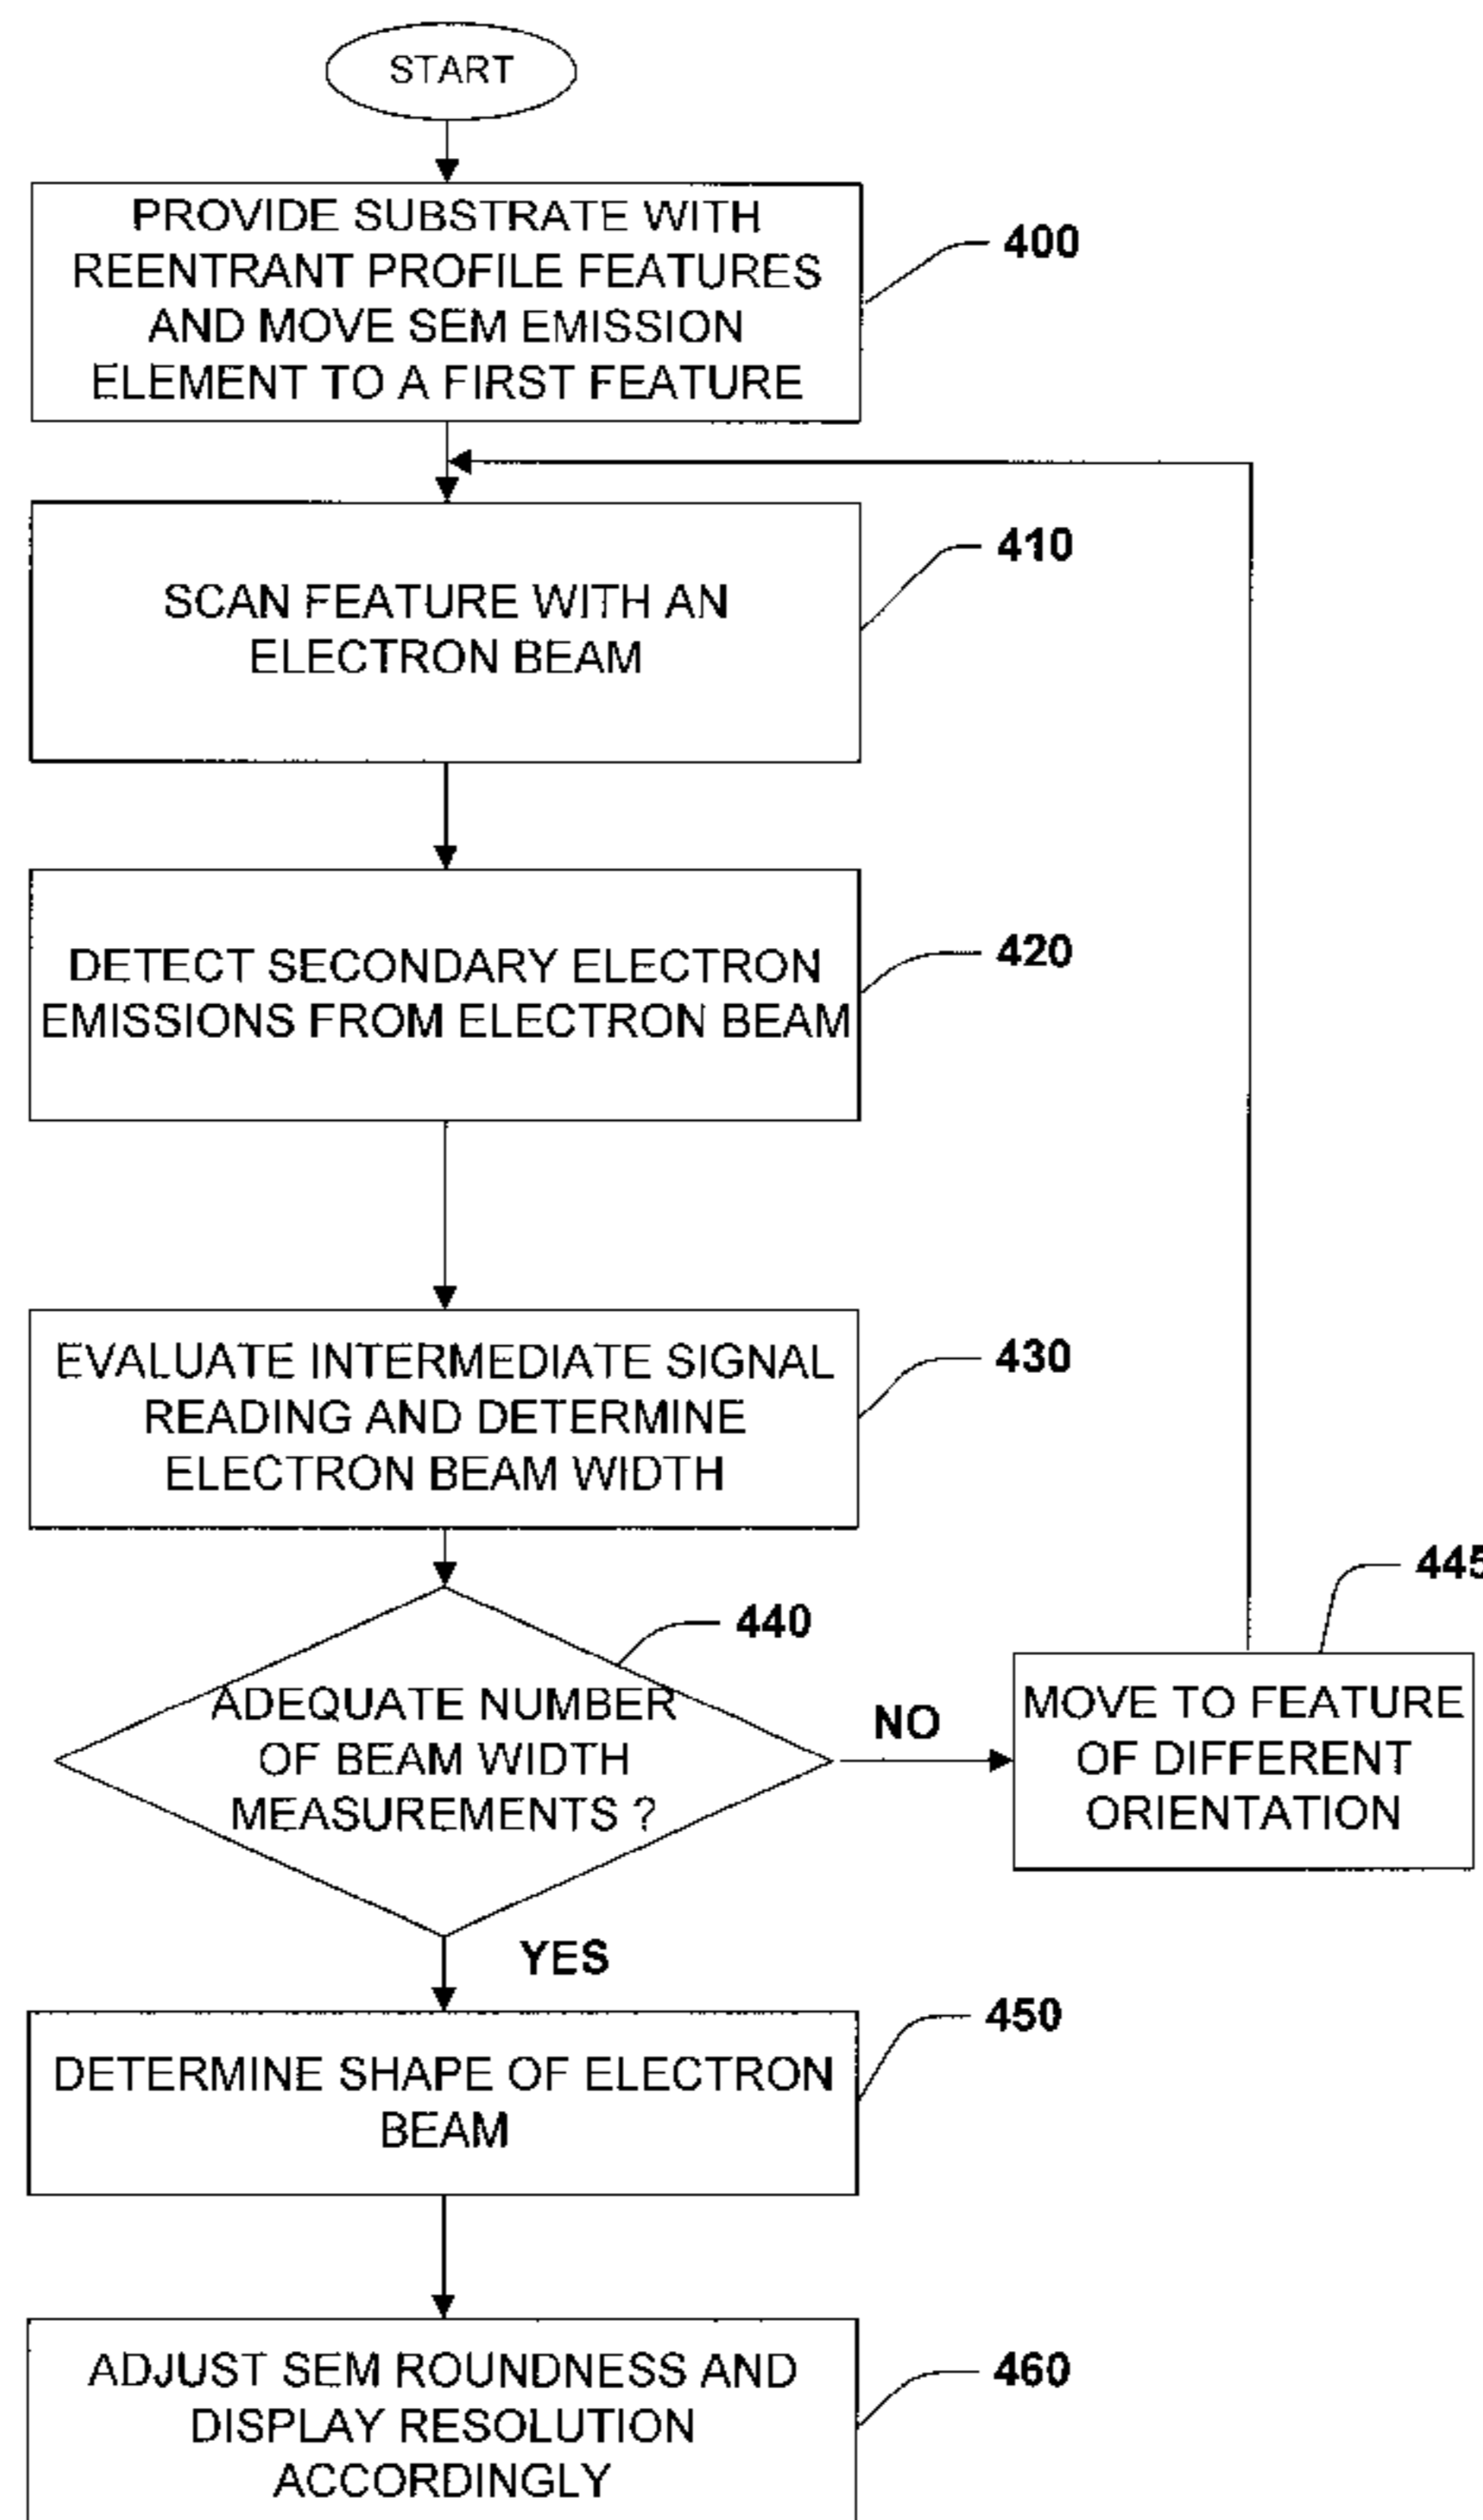 START
PROVIDE SUBSTRATE WITH
REENTRANT PROFILE FEATURES
AND MOVE SEM EMISSION
ELEMENT TO A FIRST FEATURE
400
SCAN FEATURE WITH AN
ELECTRON BEAM
410
DETECT SECONDARY ELECTRON
EMISSIONS FROM ELECTRON BEAM
420
EVALUATE INTERMEDIATE SIGNAL
READING AND DETERMINE
ELECTRON BEAM WIDTH
430
ADEQUATE NUMBER
OF BEAM WIDTH
MEASUREMENTS ?
440
NO
MOVE TO FEATURE
OF DIFFERENT
ORIENTATION
445
YES
DETERMINE SHAPE OF ELECTRON
BEAM
450
ADJUST SEM ROUNDNESS AND
DISPLAY RESOLUTION
ACCORDINGLY
460